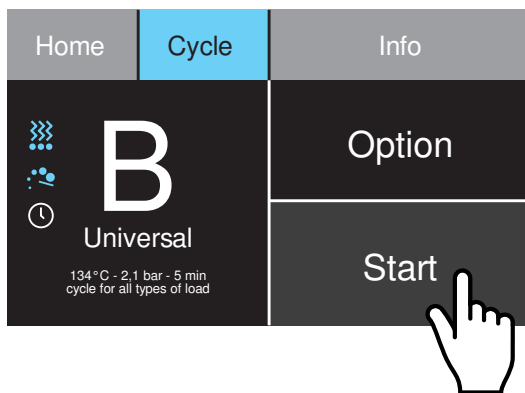 Home
Cycle
Info
B
Universal
134°C - 2,1 bar - 5 min
cycle for all types of load
Option
Start